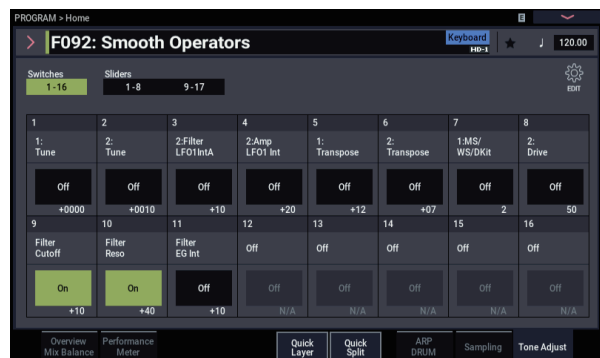 PROGRAM > Home
E
F092: Smooth Operators
Keyboard
HD-1
♩ 120.00
Switches
Sliders
1-16
1-8
9-17
EDIT
1 2 3 4 5 6 7 8
1:
Tune
2:
Tune
2:Filter
LFO1IntA
2:Amp
LFO1 Int
1:
Transpose
2:
Transpose
1:MS/
WS/DKit
2:
Drive
Off Off Off Off Off Off Off Off
+0000 +0010 +10 +20 +12 +07 2 50
9 10 11 12 13 14 15 16
Filter
Cutoff
Filter
Reso
Filter
EG Int
Off Off Off Off Off
On On Off Off Off Off Off Off
+10 +40 +10 N/A N/A N/A N/A N/A
Overview
Mix Balance
Performance
Meter
Quick
Layer
Quick
Split
ARP
DRUM
Sampling
Tone Adjust